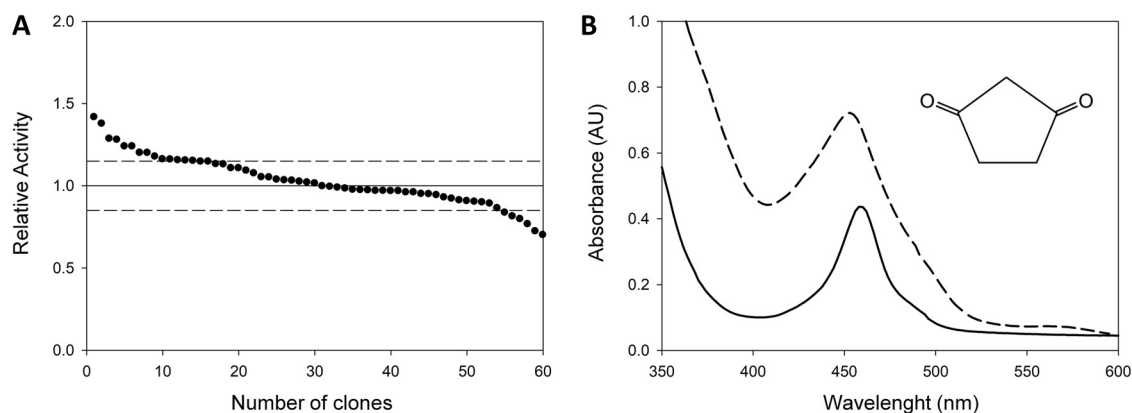 A
2.0
1.5
1.0
0.5
0.0
Relative Activity
0 10 20 30 40 50 60
Number of clones
B
1.0
0.8
0.6
0.4
0.2
0.0
Absorbance (AU)
O O
350 400 450 500 550 600
Wavelenght (nm)